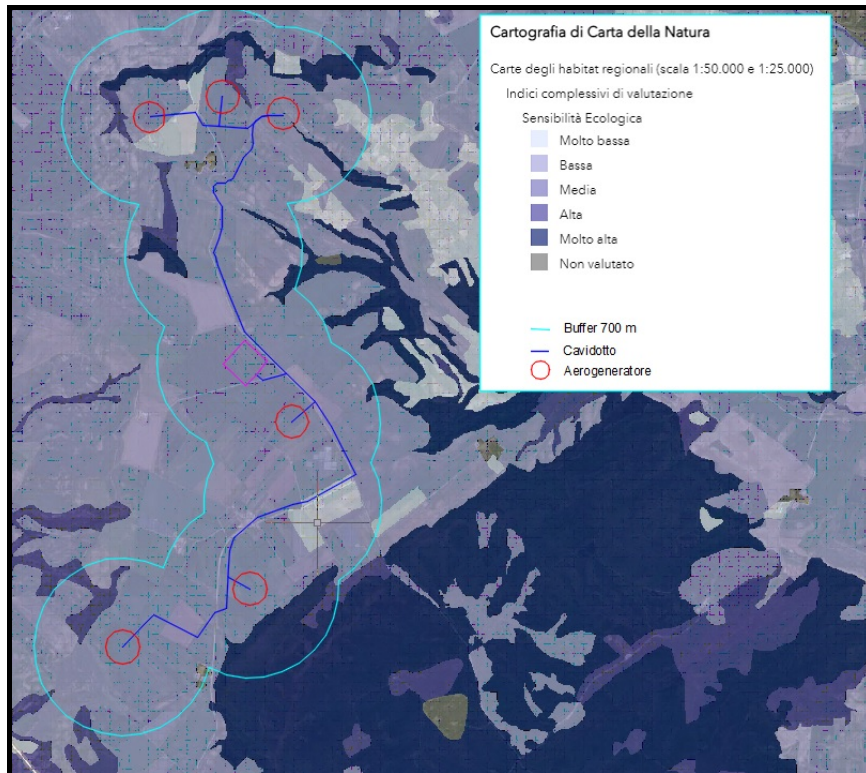 Cartografia di Carta della Natura
Carte degli habitat regionali (scala 1:50.000 e 1:25.000)
Indici complessivi di valutazione
Sensibilità Ecologica
Molto bassa
Bassa
Media
Alta
Molto alta
Non valutato
Buffer 700 m
Cavidotto
Aerogeneratore